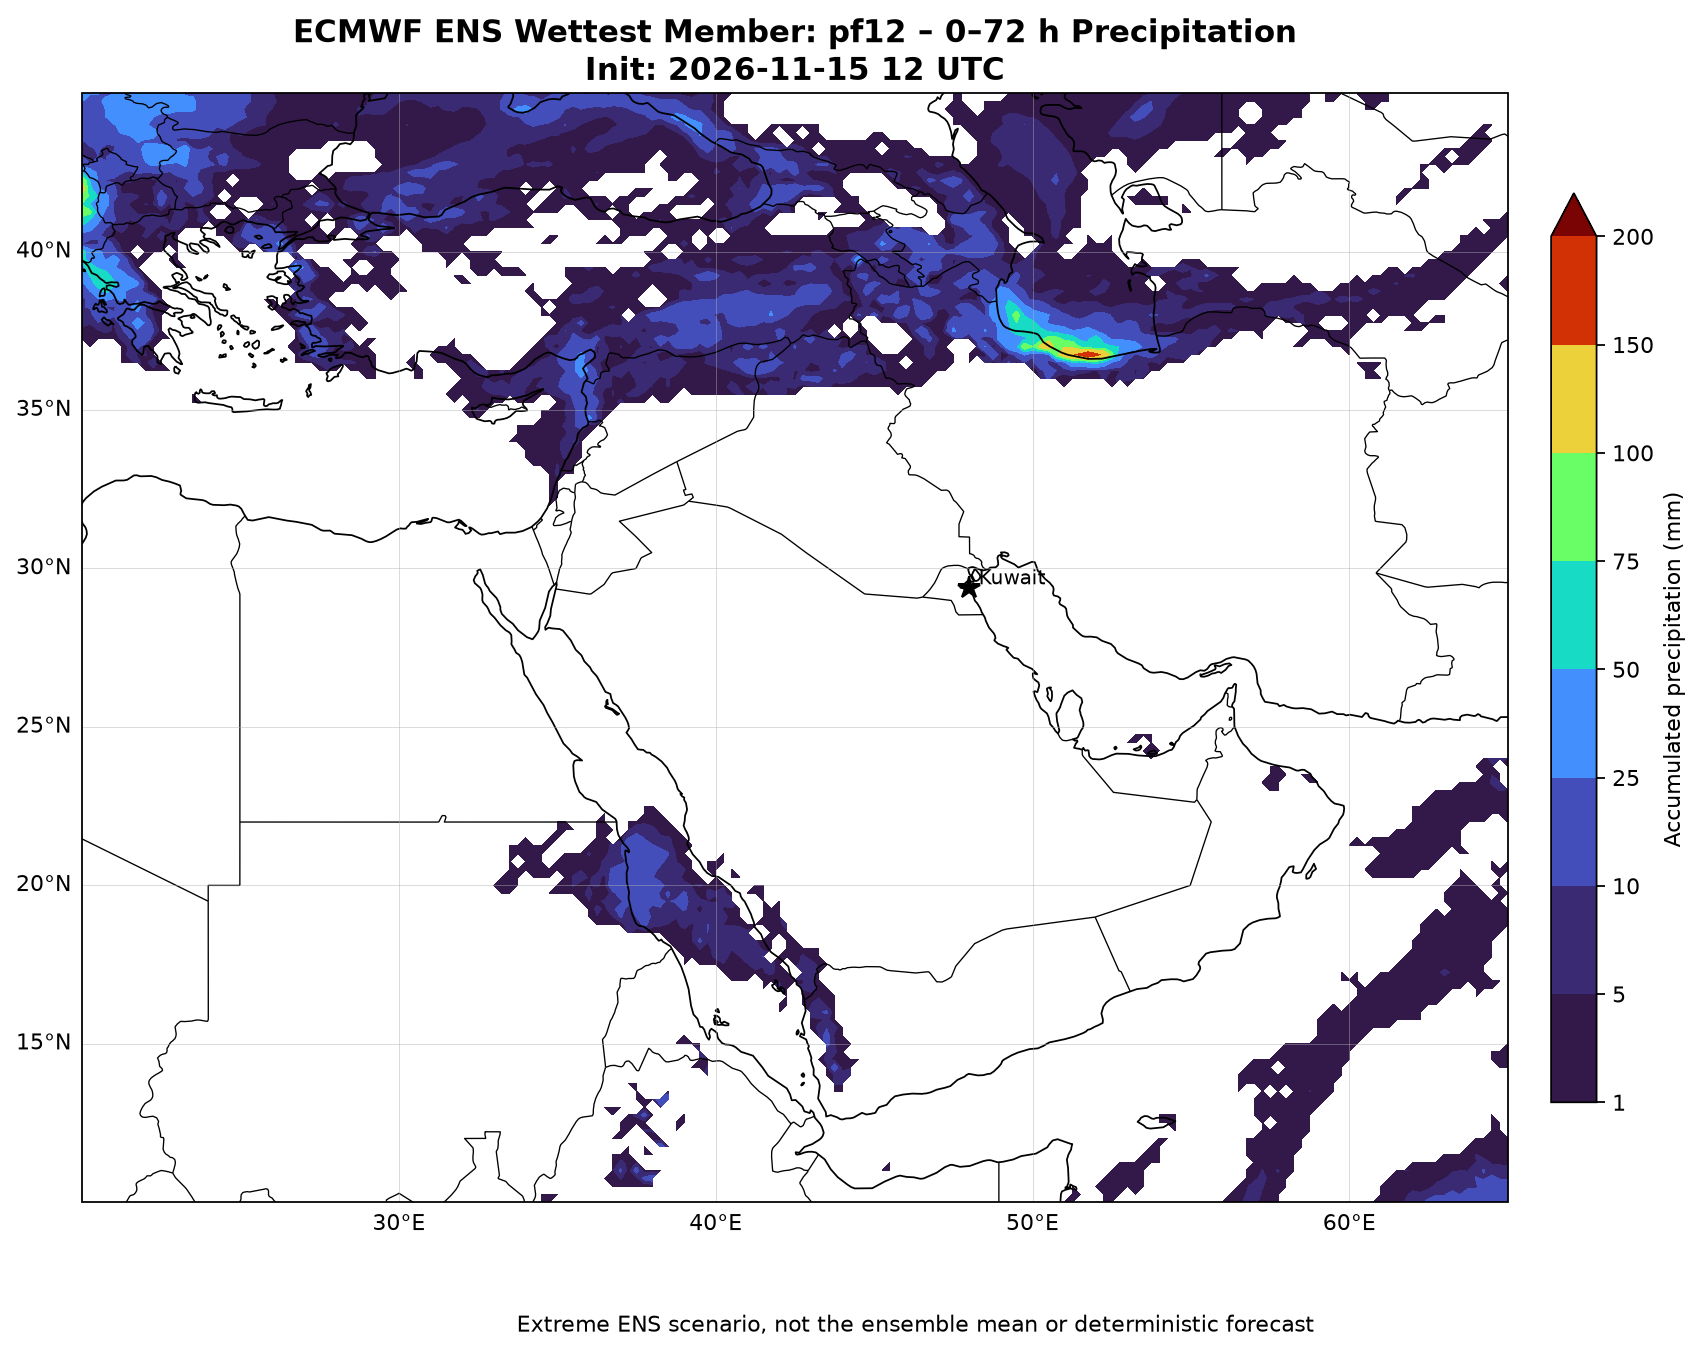 ECMWF ENS Wettest Member: pf12 – 0–72 h Precipitation
Init: 2026-11-15 12 UTC
40°N
35°N
30°N
25°N
20°N
15°N
30°E
40°E
50°E
60°E
Kuwait
200
150
100
75
50
25
10
5
1
Accumulated precipitation (mm)
Extreme ENS scenario, not the ensemble mean or deterministic forecast